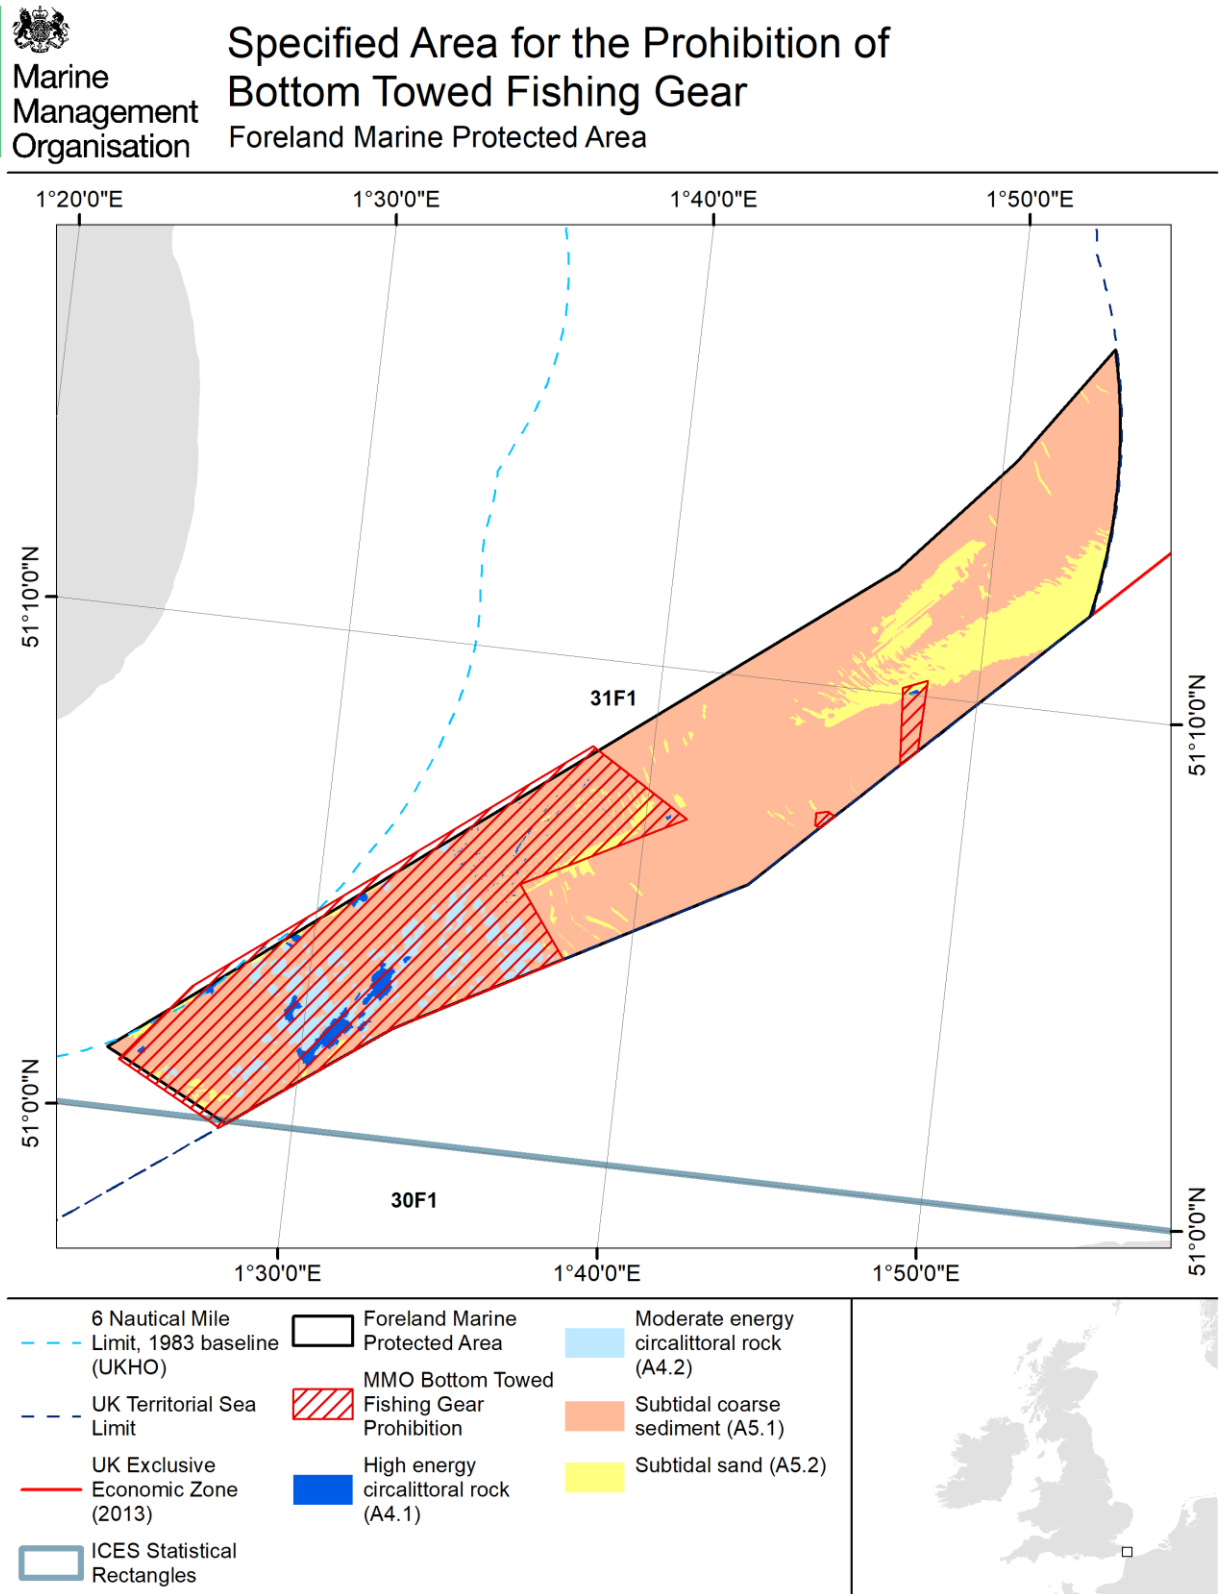 Marine
Management
Organisation
Specified Area for the Prohibition of
Bottom Towed Fishing Gear
Foreland Marine Protected Area
1°20'0"E
1°30'0"E
1°40'0"E
1°50'0"E
51°10'0"N
51°10'0"N
31F1
51°0'0"N
51°0'0"N
30F1
1°30'0"E
1°40'0"E
1°50'0"E
6 Nautical Mile
Limit, 1983 baseline
(UKHO)
UK Territorial Sea
Limit
UK Exclusive
Economic Zone
(2013)
ICES Statistical
Rectangles
Foreland Marine
Protected Area
MMO Bottom Towed
Fishing Gear
Prohibition
High energy
circalittoral rock
(A4.1)
Moderate energy
circalittoral rock
(A4.2)
Subtidal coarse
sediment (A5.1)
Subtidal sand (A5.2)